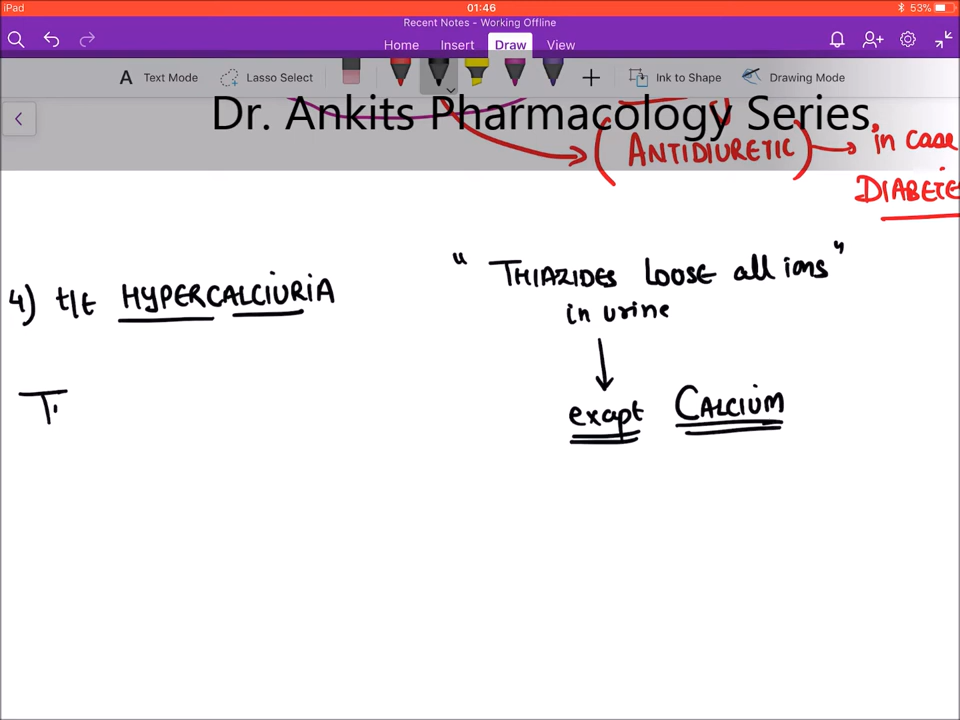 iPad 01:46 53%
Recent Notes - Working Offline
Home Insert Draw View
Text Mode Lasso Select Ink to Shape Drawing Mode
Dr. Ankits Pharmacology Series.
(ANTIDIURETIC) → in case
DIABETE
4) t/t HYPERCALCIURIA
"THIAZIDES LOOSE all ions"
in urine
↓
exapt CALCIUM
T